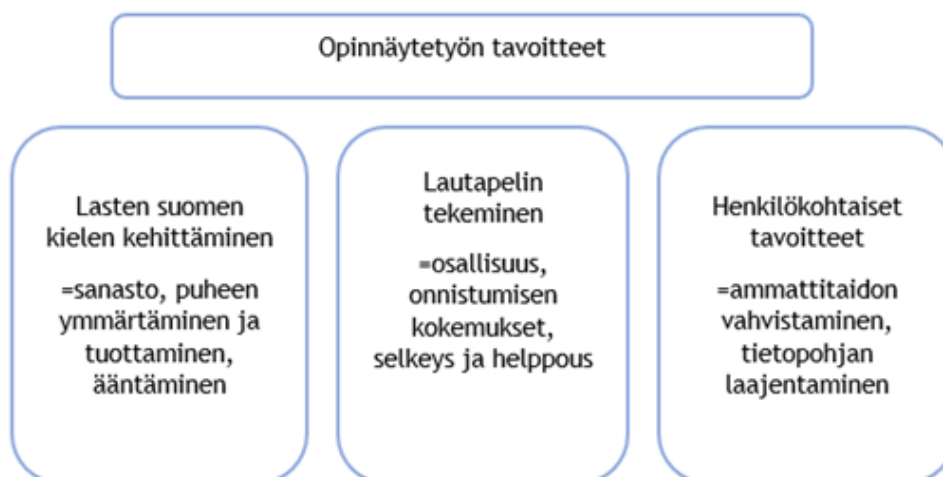 Opinnäytetyön tavoitteet
Lasten suomen
kielen kehittäminen
=sanasto, puheen
ymmärtäminen ja
tuottaminen,
ääntäminen
Lautapelin
tekeminen
=osallisuus,
onnistumisen
kokemukset,
selkeys ja helppous
Henkilökohtaiset
tavoitteet
=ammattitaidon
vahvistaminen,
tietopohjan
laajentaminen